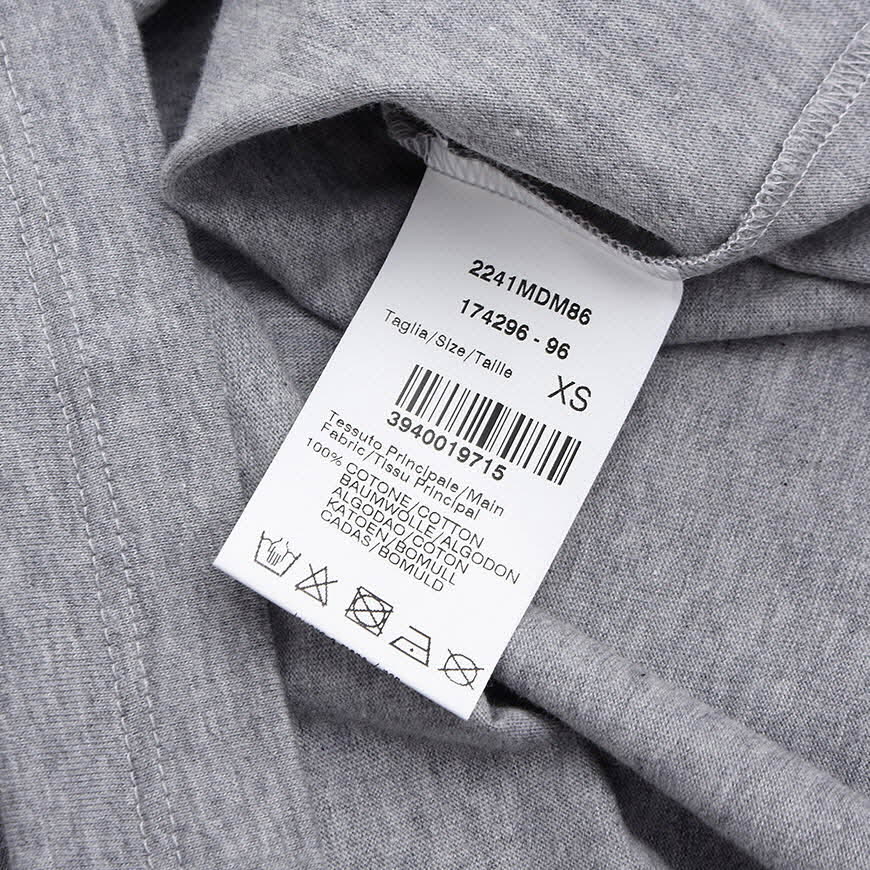 2241MDM86
174296 - 96
Taglia/Size/Taille
XS
3940019715
Tessuto Principale/Main
Fabric/Tissu Principal
100% COTONE/COTTON
BAUMWOLLE/ALGODON
ALGODAO/COTON
KATOEN/BOMULL
CADAS/BOMULD